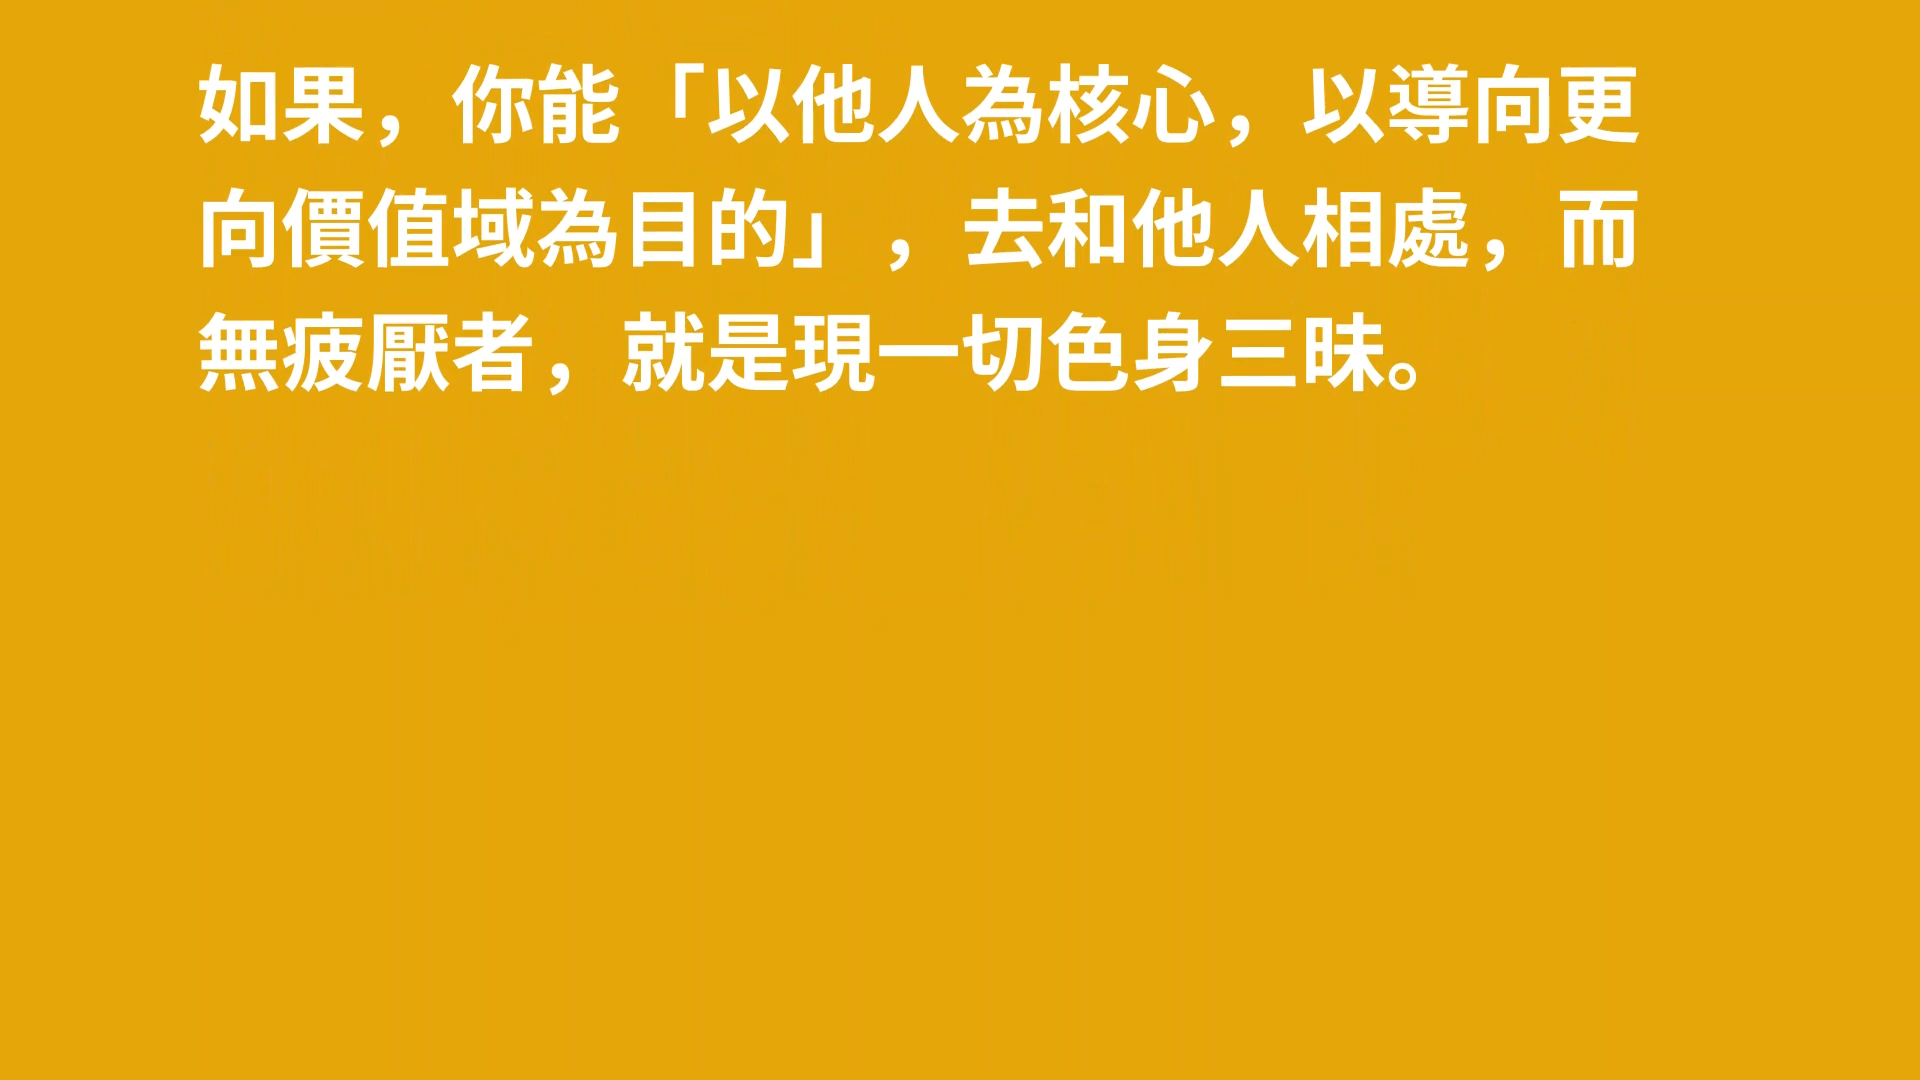 如果，你能「以他人為核心，以導向更
向價值域為目的」，去和他人相處，而
無疲厭者，就是現一切色身三昧。